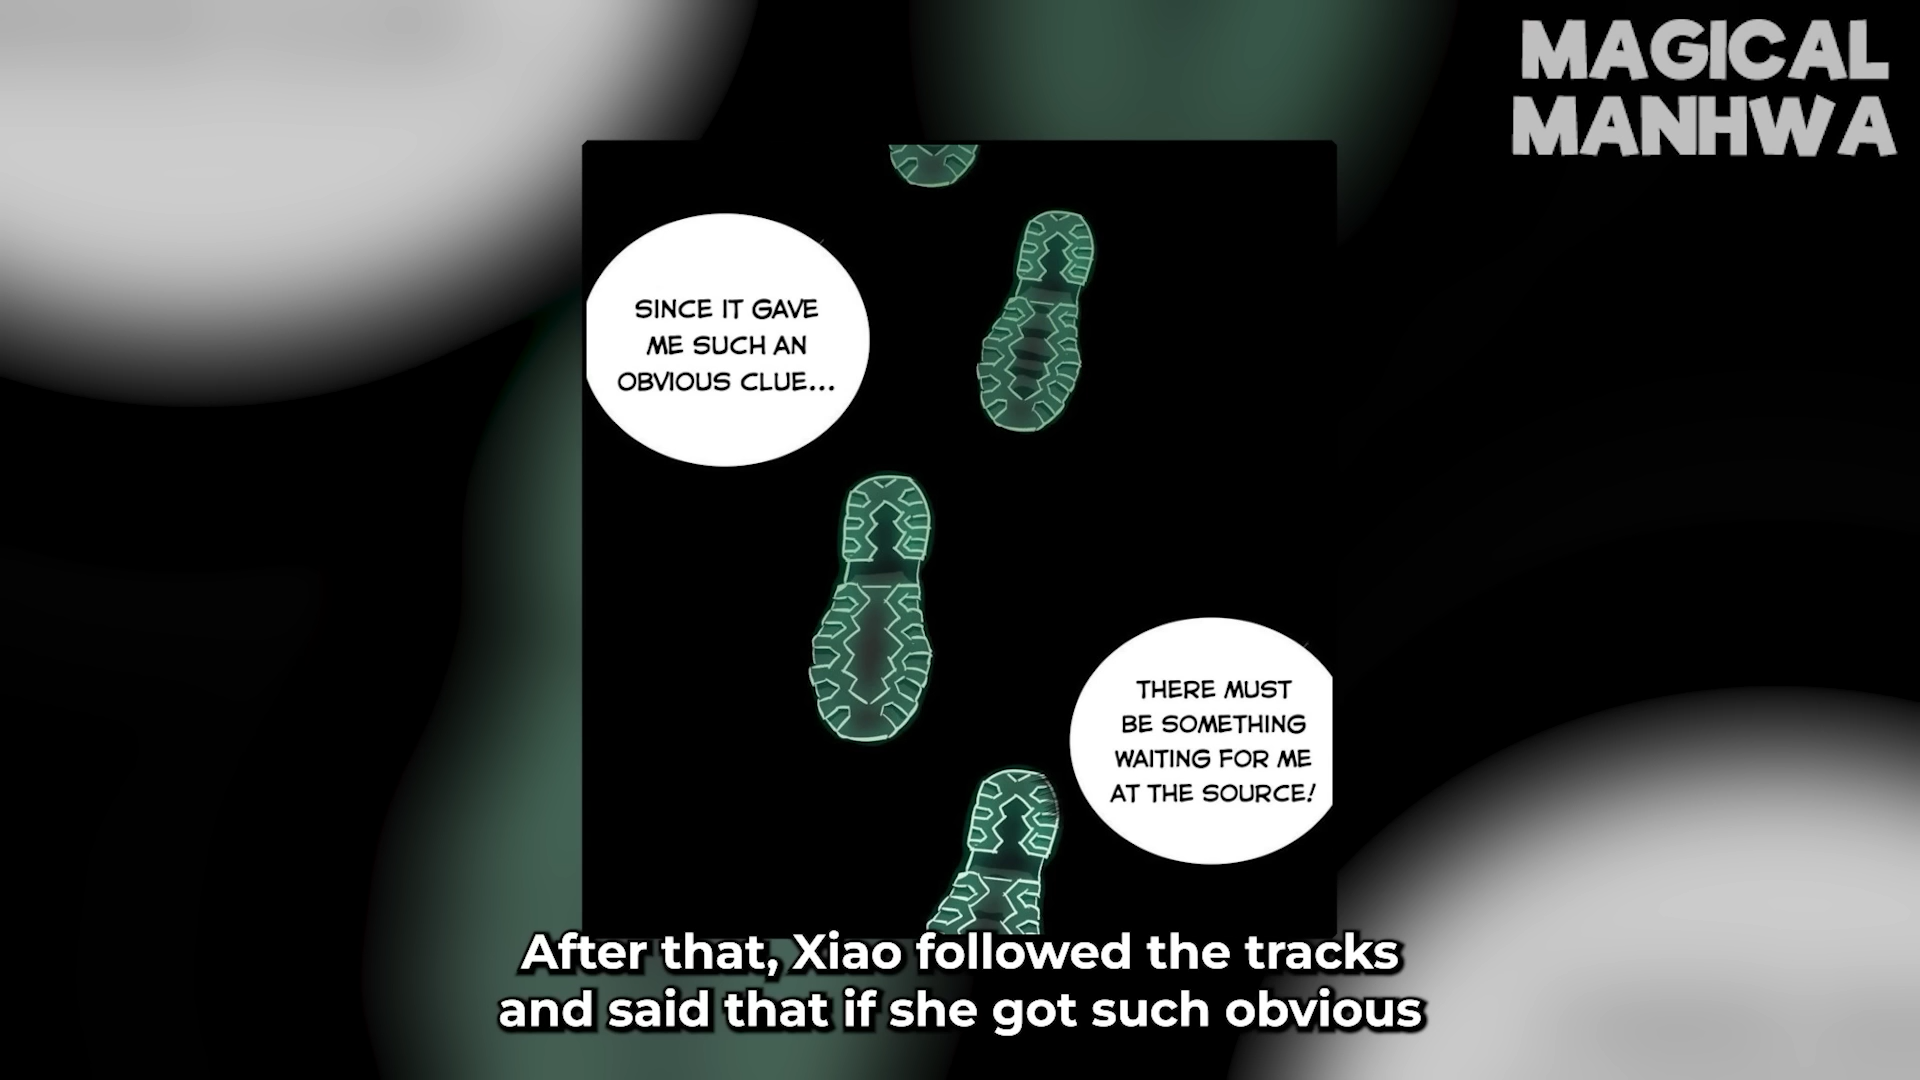 MAGICAL
MANHWA
SINCE IT GAVE
ME SUCH AN
OBVIOUS CLUE...
THERE MUST
BE SOMETHING
WAITING FOR ME
AT THE SOURCE!
After that, Xiao followed the tracks
and said that if she got such obvious